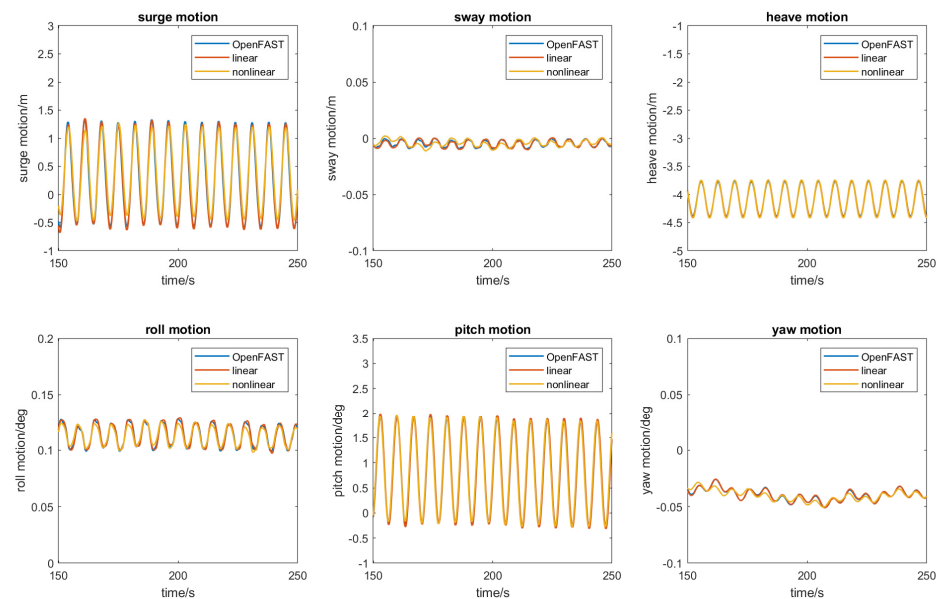 surge motion
3
2.5
2
1.5
1
0.5
0
-0.5
-1
surge motion/m
150
200
250
time/s
OpenFAST
linear
nonlinear
sway motion
0.1
0.05
0
-0.05
-0.1
sway motion/m
150
200
250
time/s
OpenFAST
linear
nonlinear
heave motion
-1
-1.5
-2
-2.5
-3
-3.5
-4
-4.5
-5
heave motion/m
150
200
250
time/s
OpenFAST
linear
nonlinear
roll motion
0.2
0.15
0.1
0.05
0
roll motion/deg
150
200
250
time/s
OpenFAST
linear
nonlinear
pitch motion
3.5
3
2.5
2
1.5
1
0.5
0
-0.5
-1
pitch motion/deg
150
200
250
time/s
OpenFAST
linear
nonlinear
yaw motion
0.1
0.05
0
-0.05
-0.1
yaw motion/deg
150
200
250
time/s
OpenFAST
linear
nonlinear